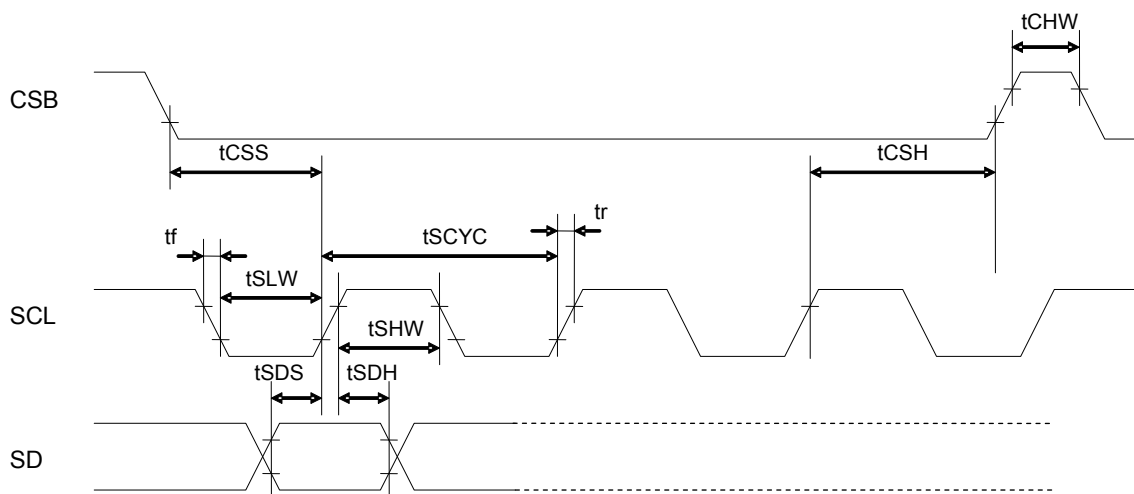 tCHW
CSB
tCSS
tCSH
tr
tf
tSCYC
tSLW
SCL
tSHW
tSDS
tSDH
SD